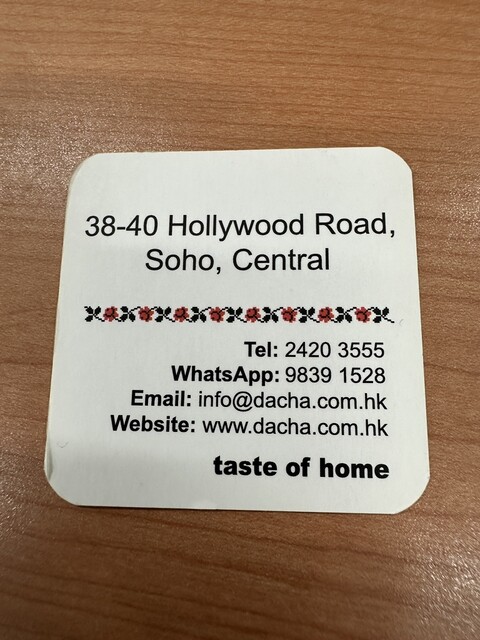 38-40 Hollywood Road,
Soho, Central
Tel: 2420 3555
WhatsApp: 9839 1528
Email: info@dacha.com.hk
Website: www.dacha.com.hk
taste of home